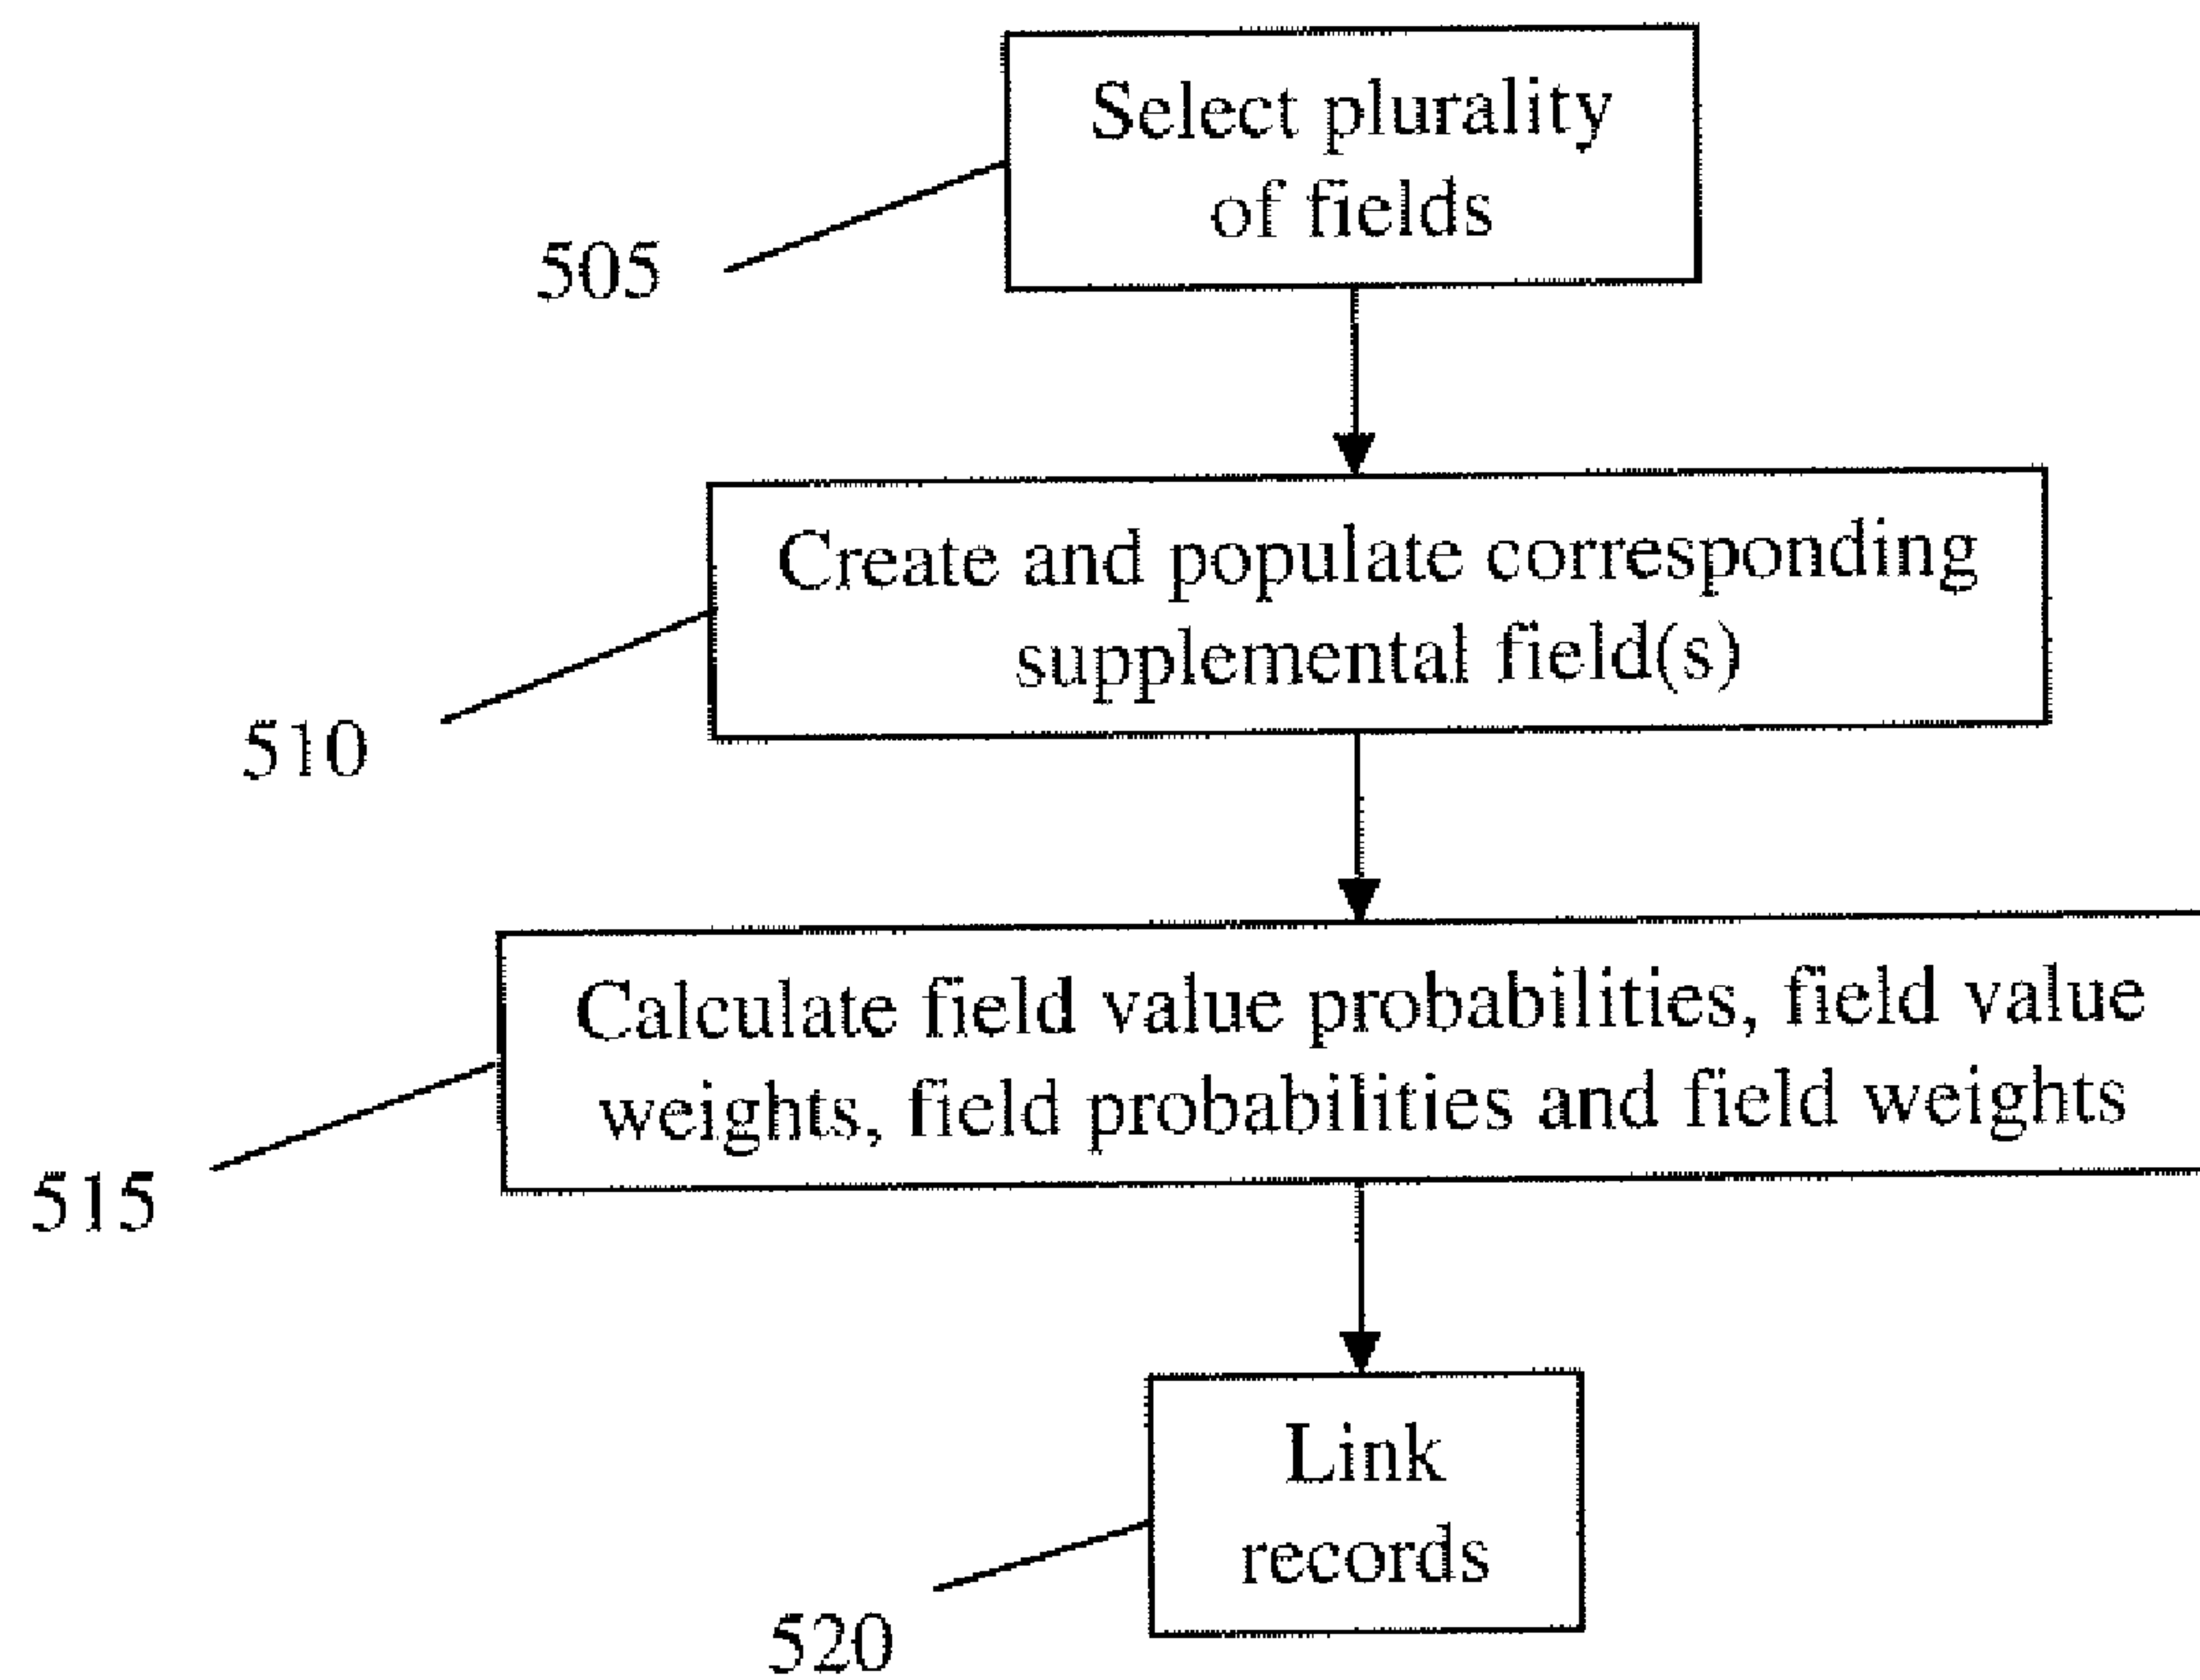 Select plurality
of fields
505
Create and populate corresponding
supplemental field(s)
510
Calculate field value probabilities, field value
weights, field probabilities and field weights
515
Link
records
520